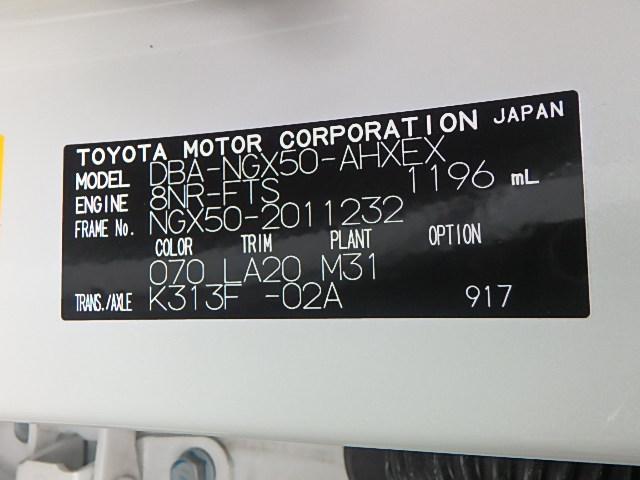 TOYOTA MOTOR CORPORATION JAPAN
MODEL DBA-NGX50-AHXEX
ENGINE 8NR-FTS 1196 mL
FRAME No. NGX50-2011232
COLOR TRIM PLANT OPTION
070 LA20 M31
TRANS./AXLE K313F -02A 917